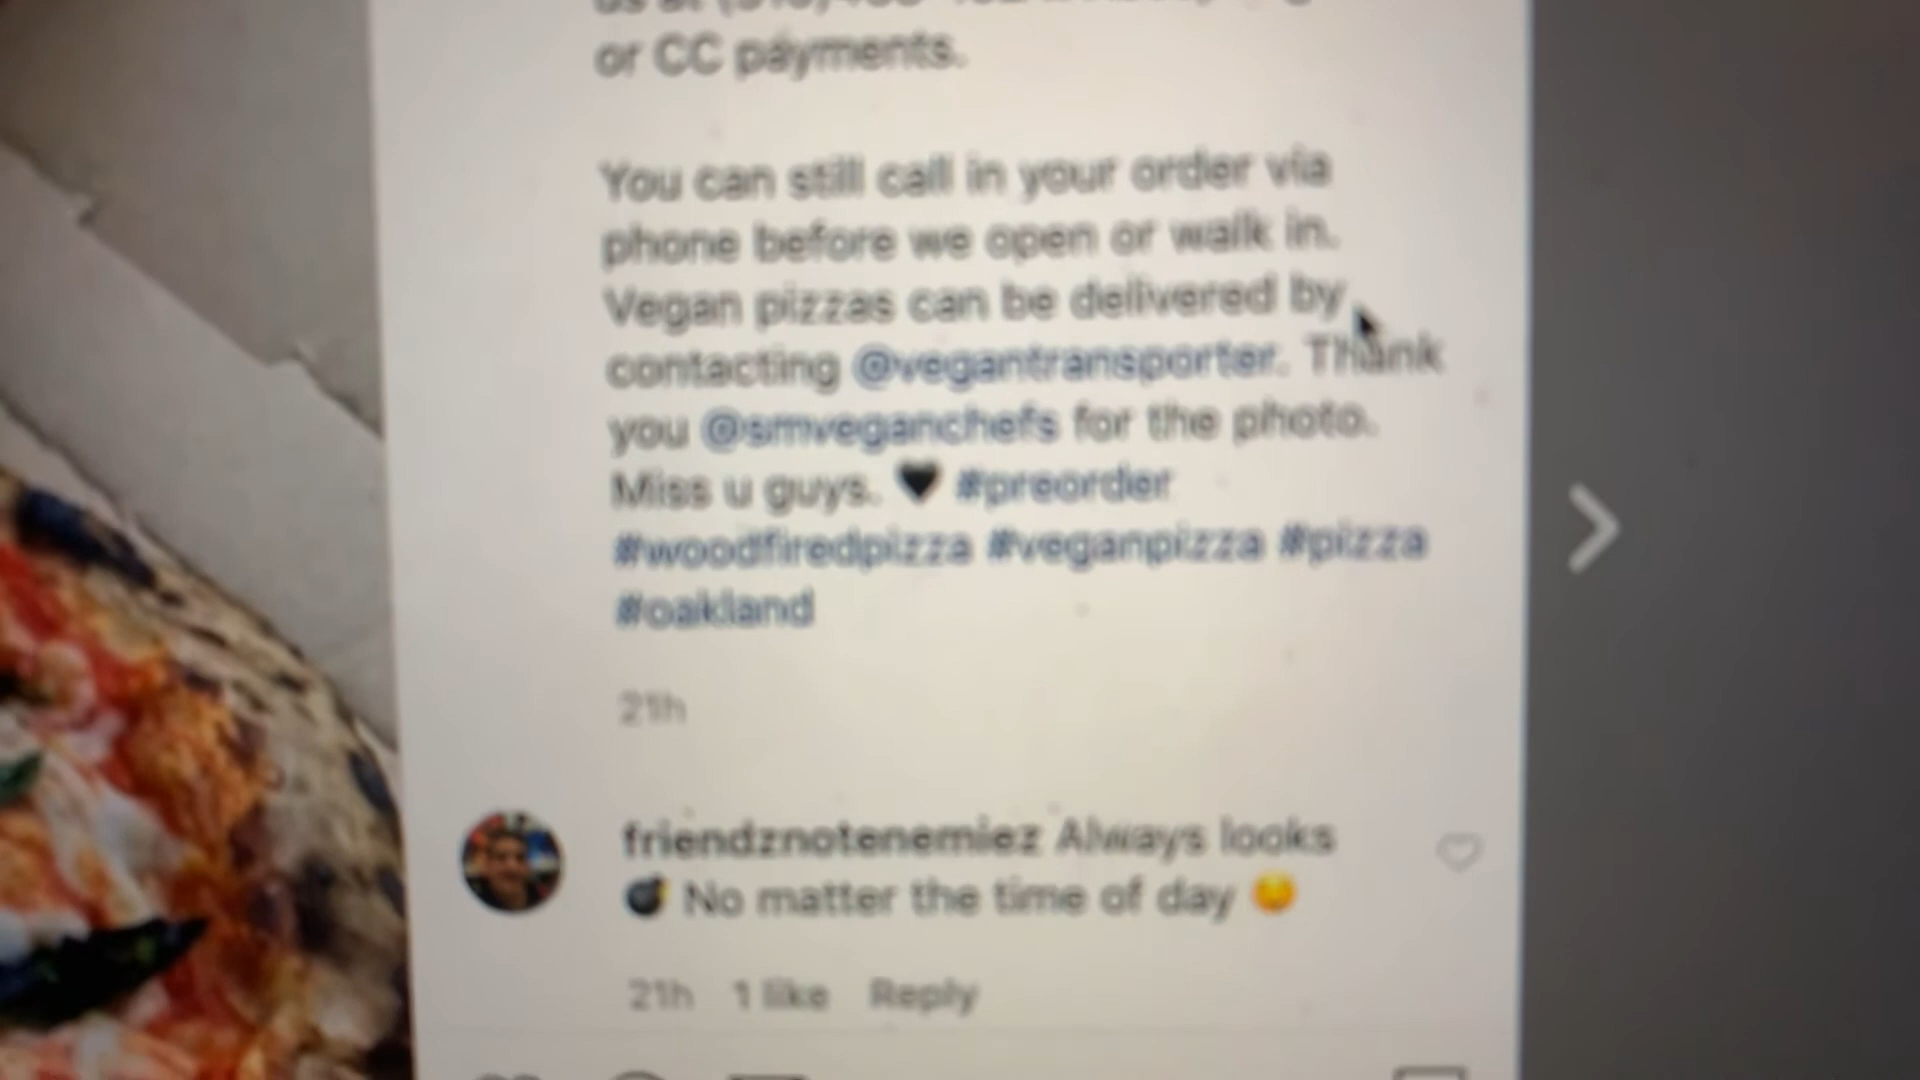 us at
or CC payments.
You can still call in your order via
phone before we open or walk in.
Vegan pizzas can be delivered by
contacting @vegantransporter. Thank
you @smveganchefs for the photo.
Miss u guys. 🖤 #preorder
#woodfiredpizza #veganpizza #pizza
#oakland
21h
friendznotenemiez Always looks
💣 No matter the time of day 😋
21h 1 like Reply